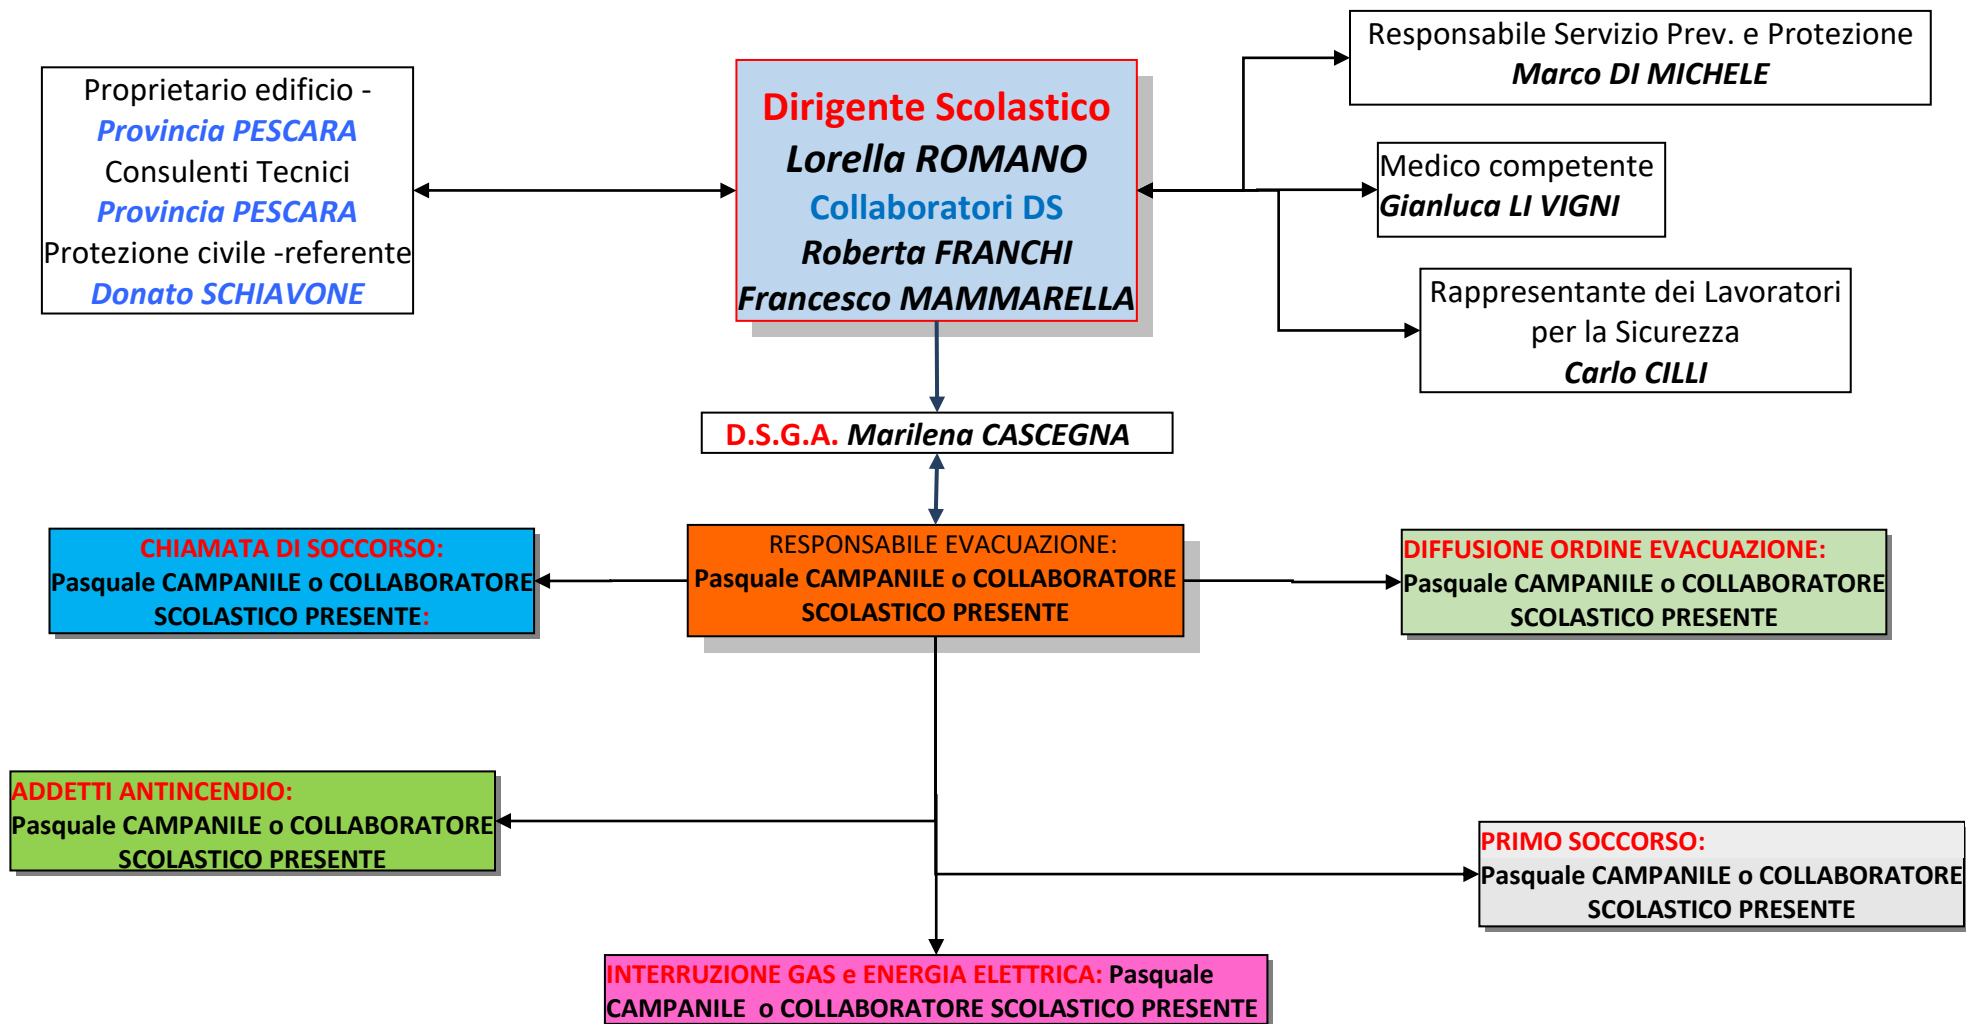 Proprietario edificio -
Provincia PESCARA
Consulenti Tecnici
Provincia PESCARA
Protezione civile -referente
Donato SCHIAVONE
Dirigente Scolastico
Lorella ROMANO
Collaboratori DS
Roberta FRANCHI
Francesco MAMMARELLA
Responsabile Servizio Prev. e Protezione
Marco DI MICHELE
Medico competente
Gianluca LI VIGNI
Rappresentante dei Lavoratori
per la Sicurezza
Carlo CILLI
D.S.G.A. Marilena CASCEGNA
CHIAMATA DI SOCCORSO:
Pasquale CAMPANILE o COLLABORATORE
SCOLASTICO PRESENTE:
RESPONSABILE EVACUAZIONE:
Pasquale CAMPANILE o COLLABORATORE
SCOLASTICO PRESENTE
DIFFUSIONE ORDINE EVACUAZIONE:
Pasquale CAMPANILE o COLLABORATORE
SCOLASTICO PRESENTE
ADDETTI ANTINCENDIO:
Pasquale CAMPANILE o COLLABORATORE
SCOLASTICO PRESENTE
PRIMO SOCCORSO:
Pasquale CAMPANILE o COLLABORATORE
SCOLASTICO PRESENTE
INTERRUZIONE GAS e ENERGIA ELETTRICA: Pasquale
CAMPANILE o COLLABORATORE SCOLASTICO PRESENTE